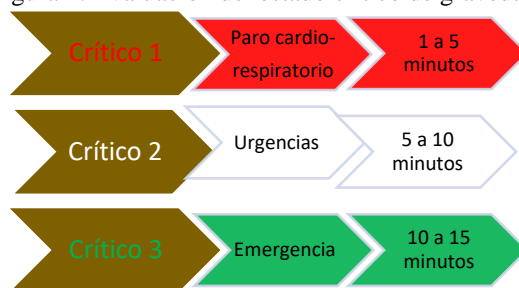 Crítico 1
Paro cardio-
respiratorio
1 a 5
minutos
Crítico 2
Urgencias
5 a 10
minutos
Crítico 3
Emergencia
10 a 15
minutos